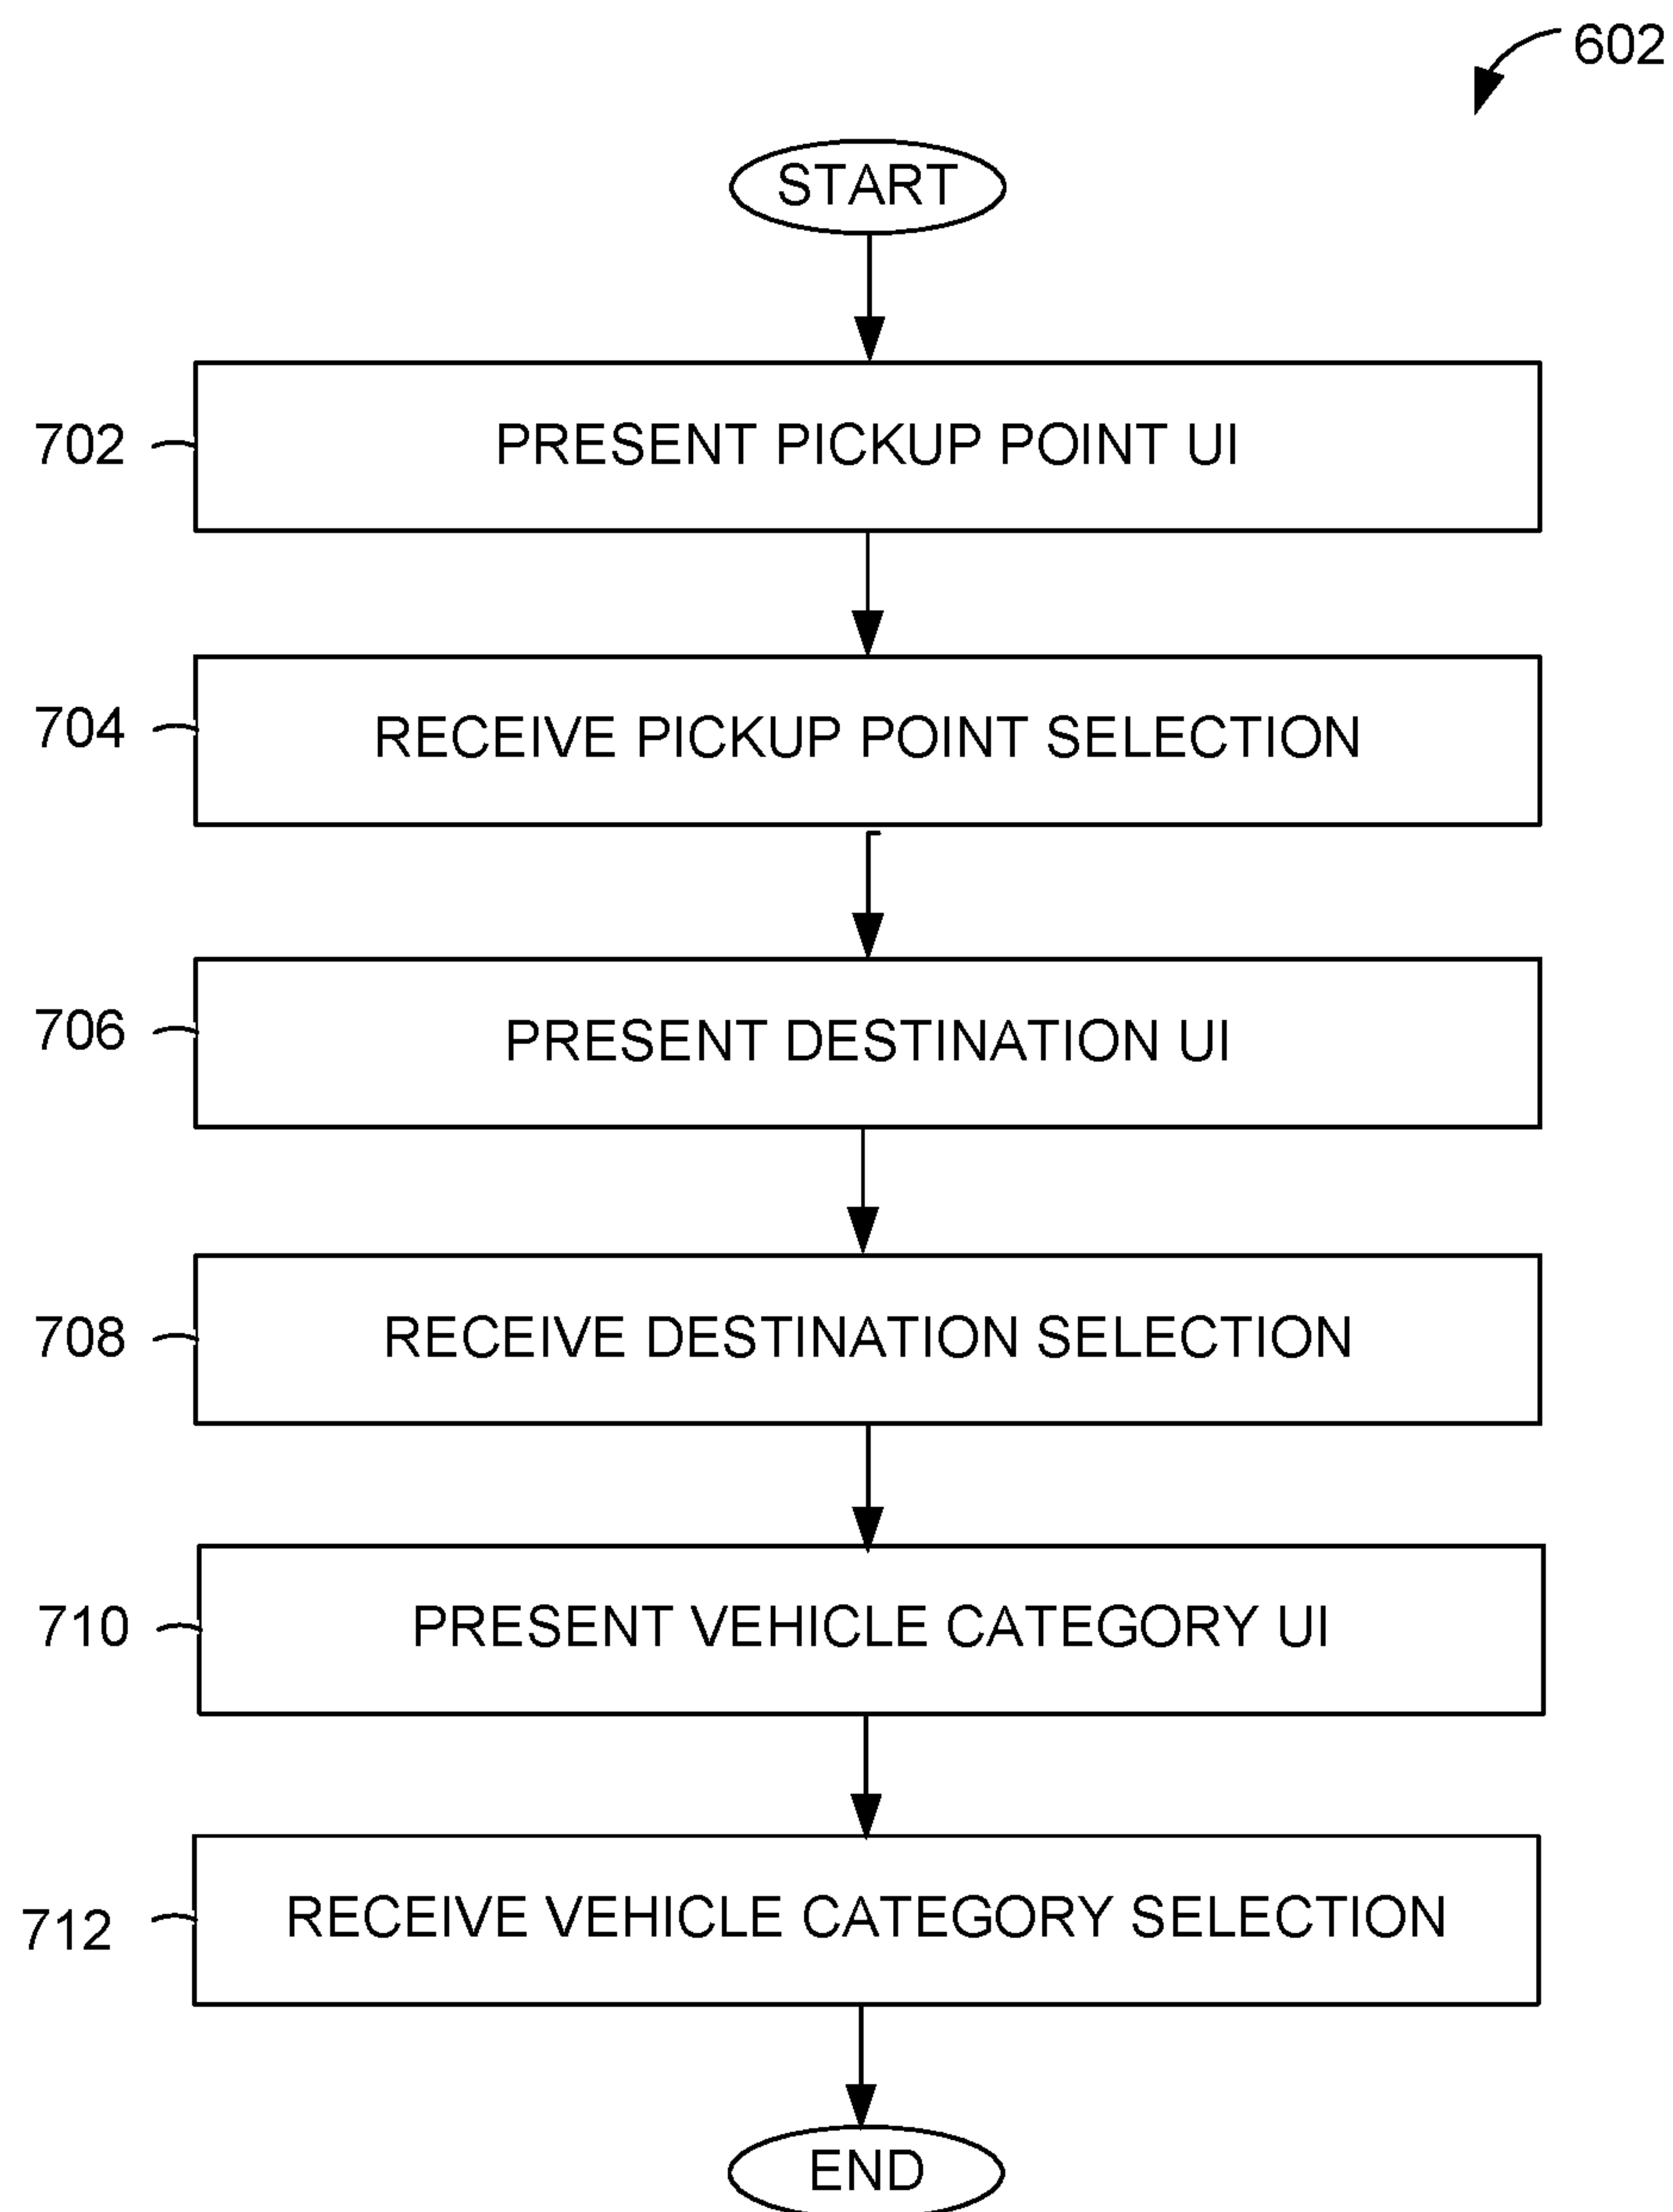 602
START
702 PRESENT PICKUP POINT UI
704 RECEIVE PICKUP POINT SELECTION
706 PRESENT DESTINATION UI
708 RECEIVE DESTINATION SELECTION
710 PRESENT VEHICLE CATEGORY UI
712 RECEIVE VEHICLE CATEGORY SELECTION
END